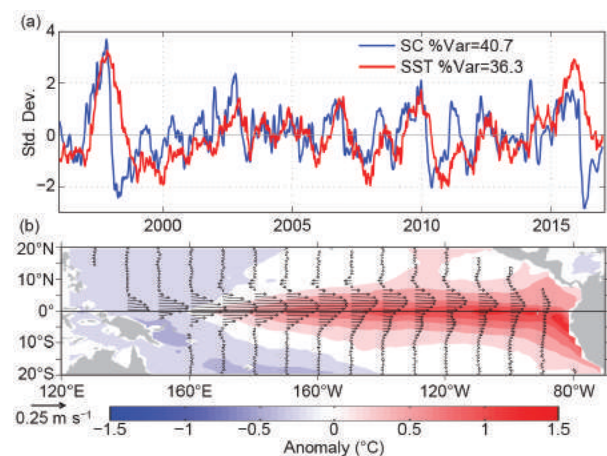 (a)
4
SC %Var=40.7
SST %Var=36.3
2
Std. Dev.
0
−2
2000 2005 2010 2015
(b)
20°N
10°N
0°
10°S
20°S
120°E 160°E 160°W 120°W 80°W
0.25 m s⁻¹
−1.5 −1 −0.5 0 0.5 1 1.5
Anomaly (°C)